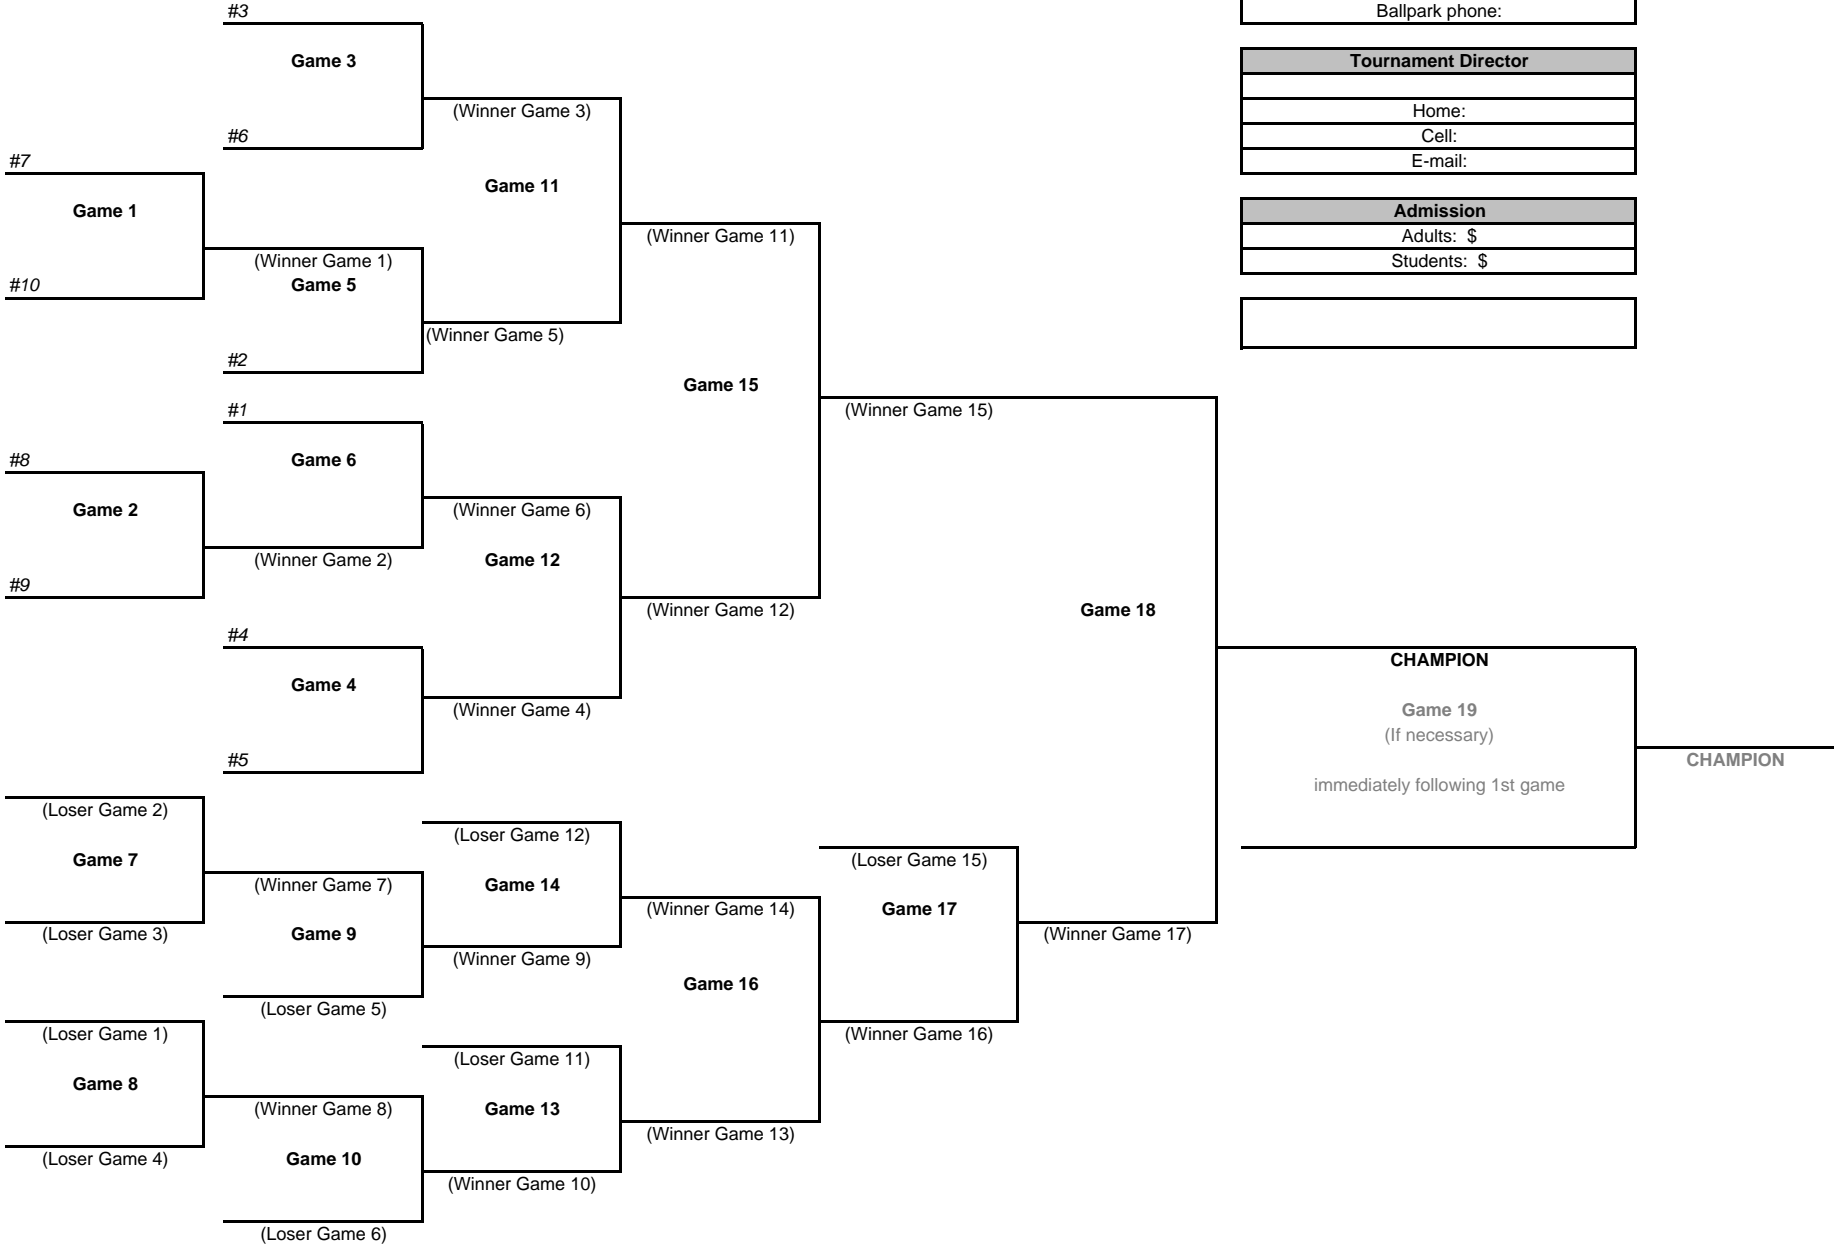 #3
Ballpark phone:
Game 3
Tournament Director
(Winner Game 3)
Home:
#6
Cell:
#7
E-mail:
Game 11
Game 1
Admission
(Winner Game 11)
Adults: $
(Winner Game 1)
Students: $
#10
Game 5
(Winner Game 5)
#2
Game 15
#1
(Winner Game 15)
#8
Game 6
Game 2
(Winner Game 6)
(Winner Game 2)
Game 12
#9
(Winner Game 12)
Game 18
#4
CHAMPION
Game 4
(Winner Game 4)
Game 19
(If necessary)
#5
CHAMPION
immediately following 1st game
(Loser Game 2)
(Loser Game 12)
Game 7
(Loser Game 15)
(Winner Game 7)
Game 14
(Winner Game 14)
Game 17
(Loser Game 3)
Game 9
(Winner Game 17)
(Winner Game 9)
Game 16
(Loser Game 5)
(Loser Game 1)
(Winner Game 16)
(Loser Game 11)
Game 8
(Winner Game 8)
Game 13
(Winner Game 13)
(Loser Game 4)
Game 10
(Winner Game 10)
(Loser Game 6)